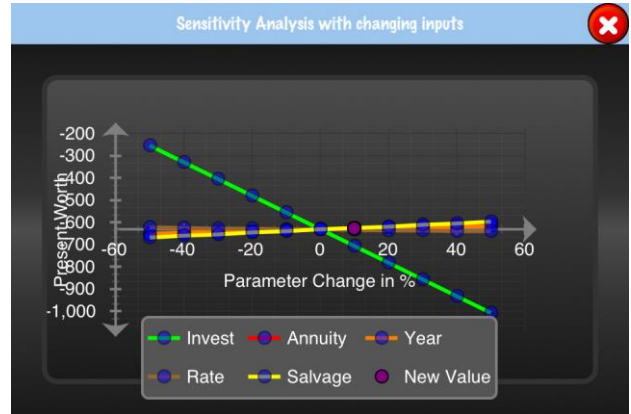 Sensitivity Analysis with changing inputs
-200
-300
-400
-500
-600
-700
-800
-900
-1,000
Present Worth
-60 -40 -20 0 20 40 60
Parameter Change in %
Invest Annuity Year
Rate Salvage New Value